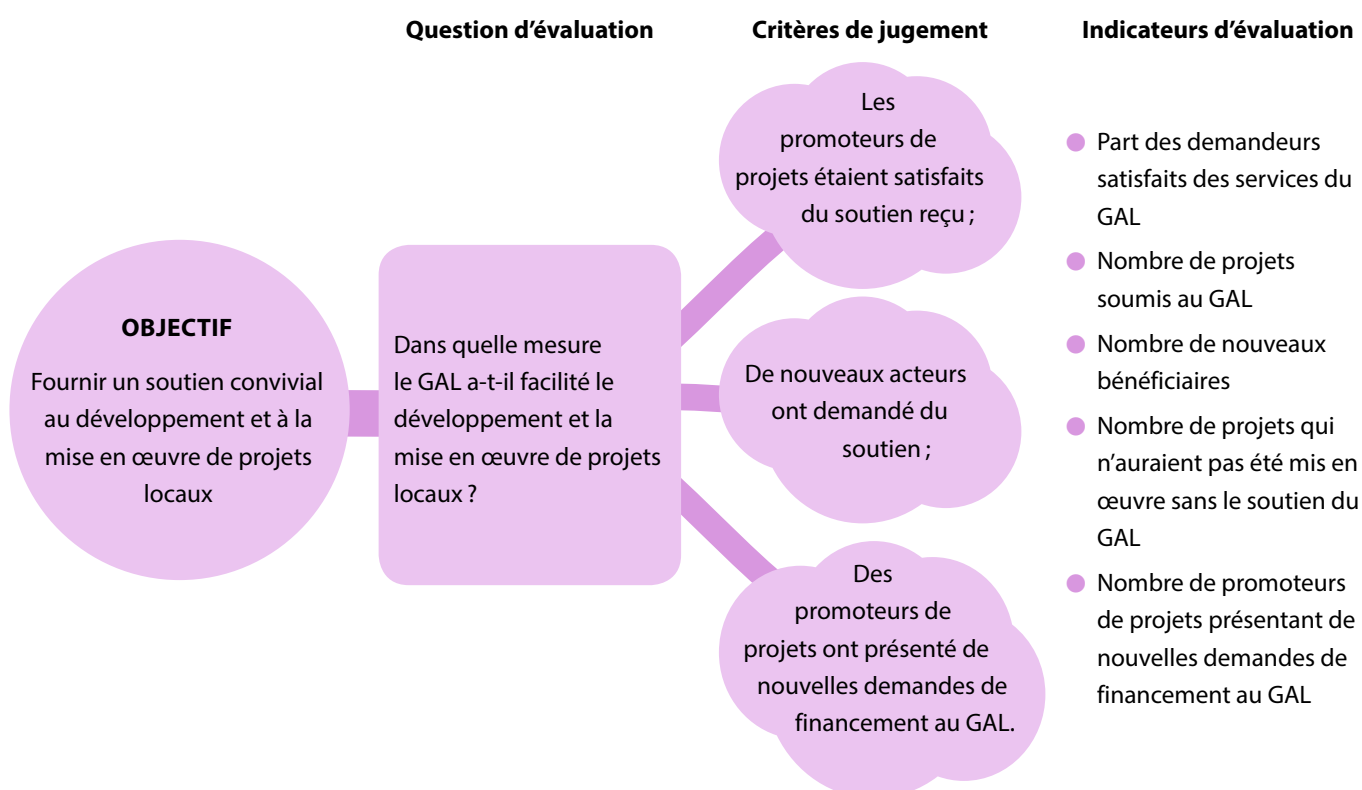 Question d’évaluation
Critères de jugement
Indicateurs d’évaluation
OBJECTIF
Fournir un soutien convivial
au développement et à la
mise en œuvre de projets
locaux
Dans quelle mesure
le GAL a-t-il facilité le
développement et la
mise en œuvre de projets
locaux ?
Les
promoteurs de
projets étaient satisfaits
du soutien reçu ;
De nouveaux acteurs
ont demandé du
soutien ;
Des
promoteurs de
projets ont présenté de
nouvelles demandes de
financement au GAL.
Part des demandeurs
satisfaits des services du
GAL
Nombre de projets
soumis au GAL
Nombre de nouveaux
bénéficiaires
Nombre de projets qui
n’auraient pas été mis en
œuvre sans le soutien du
GAL
Nombre de promoteurs
de projets présentant de
nouvelles demandes de
financement au GAL